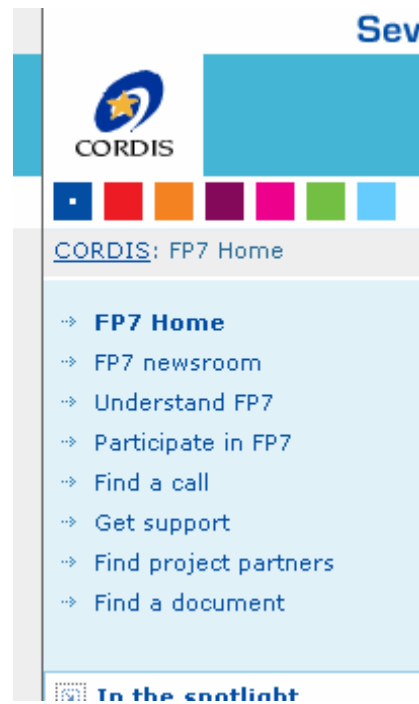 Sev
CORDIS
CORDIS: FP7 Home
FP7 Home
FP7 newsroom
Understand FP7
Participate in FP7
Find a call
Get support
Find project partners
Find a document
In the spotlight